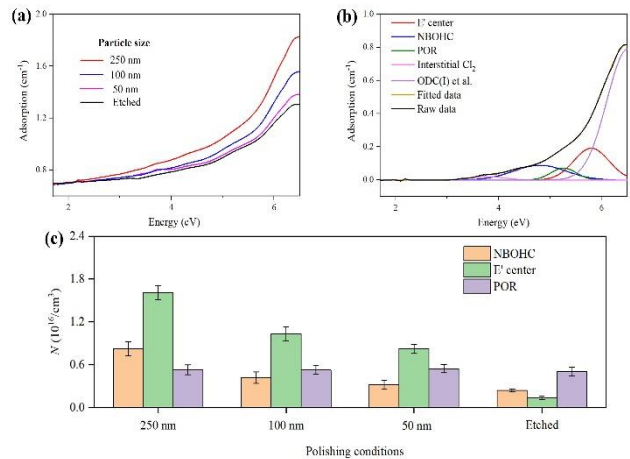 (a)
2.0
1.6
1.2
0.8
Adsorption (cm⁻¹)
Particle size
250 nm
100 nm
50 nm
Etched
2
4
6
Energy (eV)
(b)
1.0
0.8
0.6
0.4
0.2
0.0
Adsorption (cm⁻¹)
E' center
NBOHC
POR
Interstitial Cl₂
ODC(I) et al.
Fitted data
Raw data
2
4
6
Energy (eV)
(c)
1.8
1.2
0.6
0.0
N (10¹⁶/cm³)
NBOHC
E' center
POR
250 nm
100 nm
50 nm
Etched
Polishing conditions